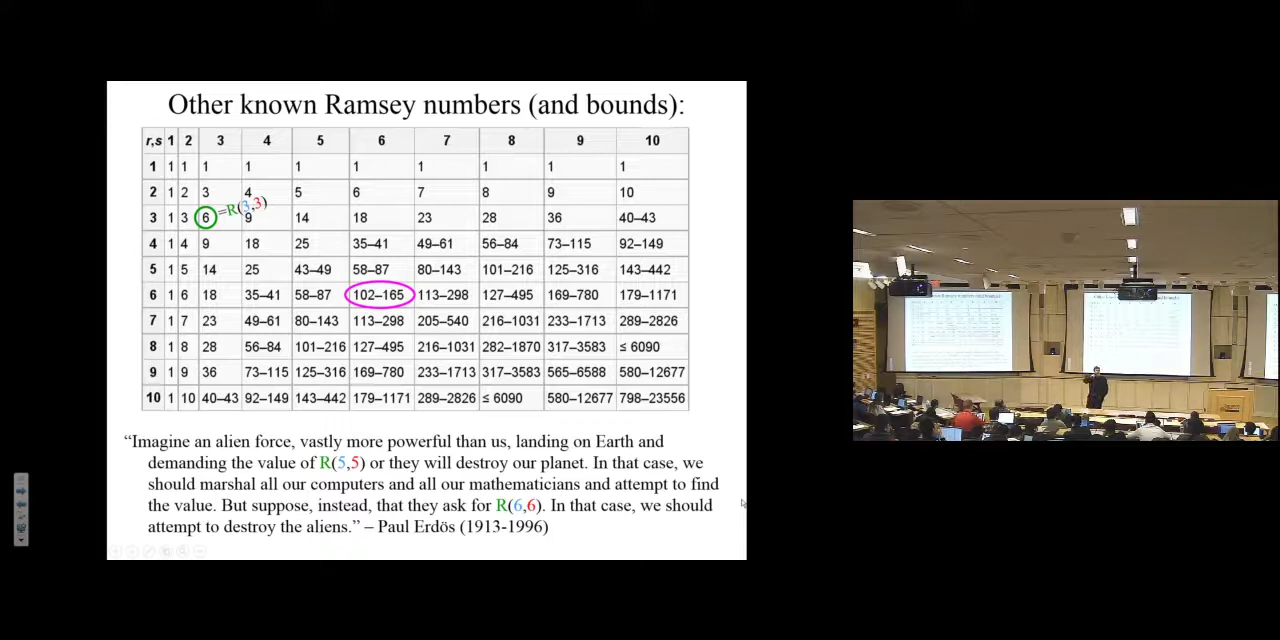 Other known Ramsey numbers (and bounds):
r,s 1 2 3 4 5 6 7 8 9 10
1 1 1 1 1 1 1 1 1 1 1
2 1 2 3 4 5 6 7 8 9 10
3 1 3 6 =R(3,3) 9 14 18 23 28 36 40–43
4 1 4 9 18 25 35–41 49–61 56–84 73–115 92–149
5 1 5 14 25 43–49 58–87 80–143 101–216 125–316 143–442
6 1 6 18 35–41 58–87 102–165 113–298 127–495 169–780 179–1171
7 1 7 23 49–61 80–143 113–298 205–540 216–1031 233–1713 289–2826
8 1 8 28 56–84 101–216 127–495 216–1031 282–1870 317–3583 ≤ 6090
9 1 9 36 73–115 125–316 169–780 233–1713 317–3583 565–6588 580–12677
10 1 10 40–43 92–149 143–442 179–1171 289–2826 ≤ 6090 580–12677 798–23556
“Imagine an alien force, vastly more powerful than us, landing on Earth and
demanding the value of R(5,5) or they will destroy our planet. In that case, we
should marshal all our computers and all our mathematicians and attempt to find
the value. But suppose, instead, that they ask for R(6,6). In that case, we should
attempt to destroy the aliens.” – Paul Erdös (1913-1996)